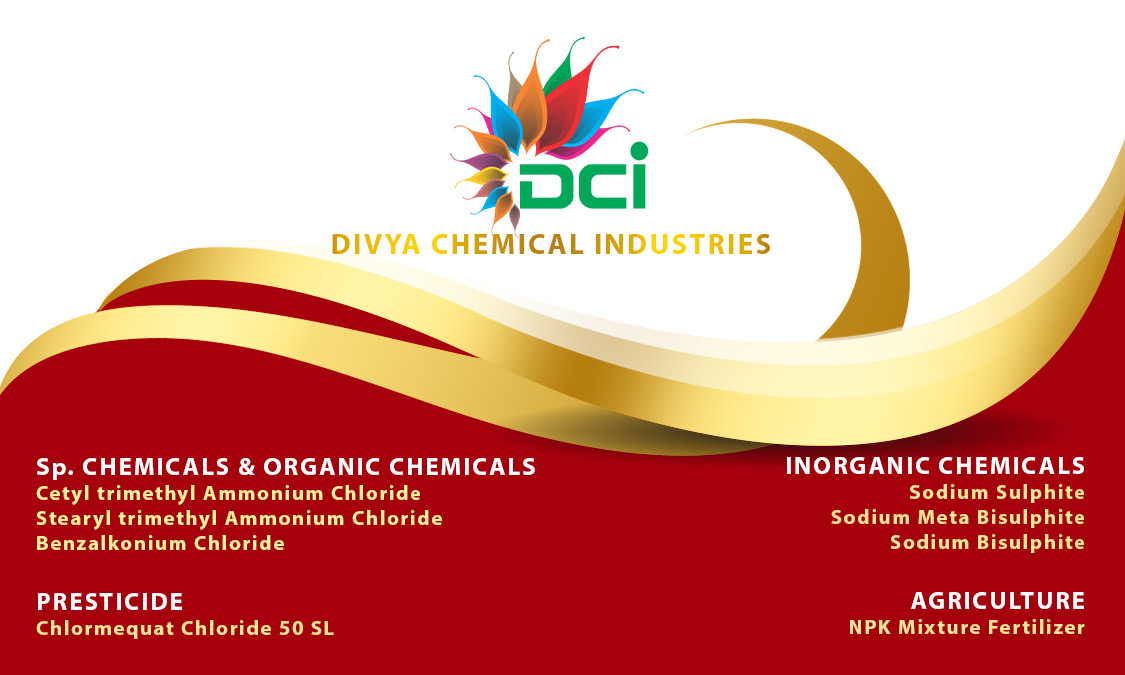 DCi
DIVYA CHEMICAL INDUSTRIES
Sp. CHEMICALS & ORGANIC CHEMICALS
Cetyl trimethyl Ammonium Chloride
Stearyl trimethyl Ammonium Chloride
Benzalkonium Chloride
PRESTICIDE
Chlormequat Chloride 50 SL
INORGANIC CHEMICALS
Sodium Sulphite
Sodium Meta Bisulphite
Sodium Bisulphite
AGRICULTURE
NPK Mixture Fertilizer